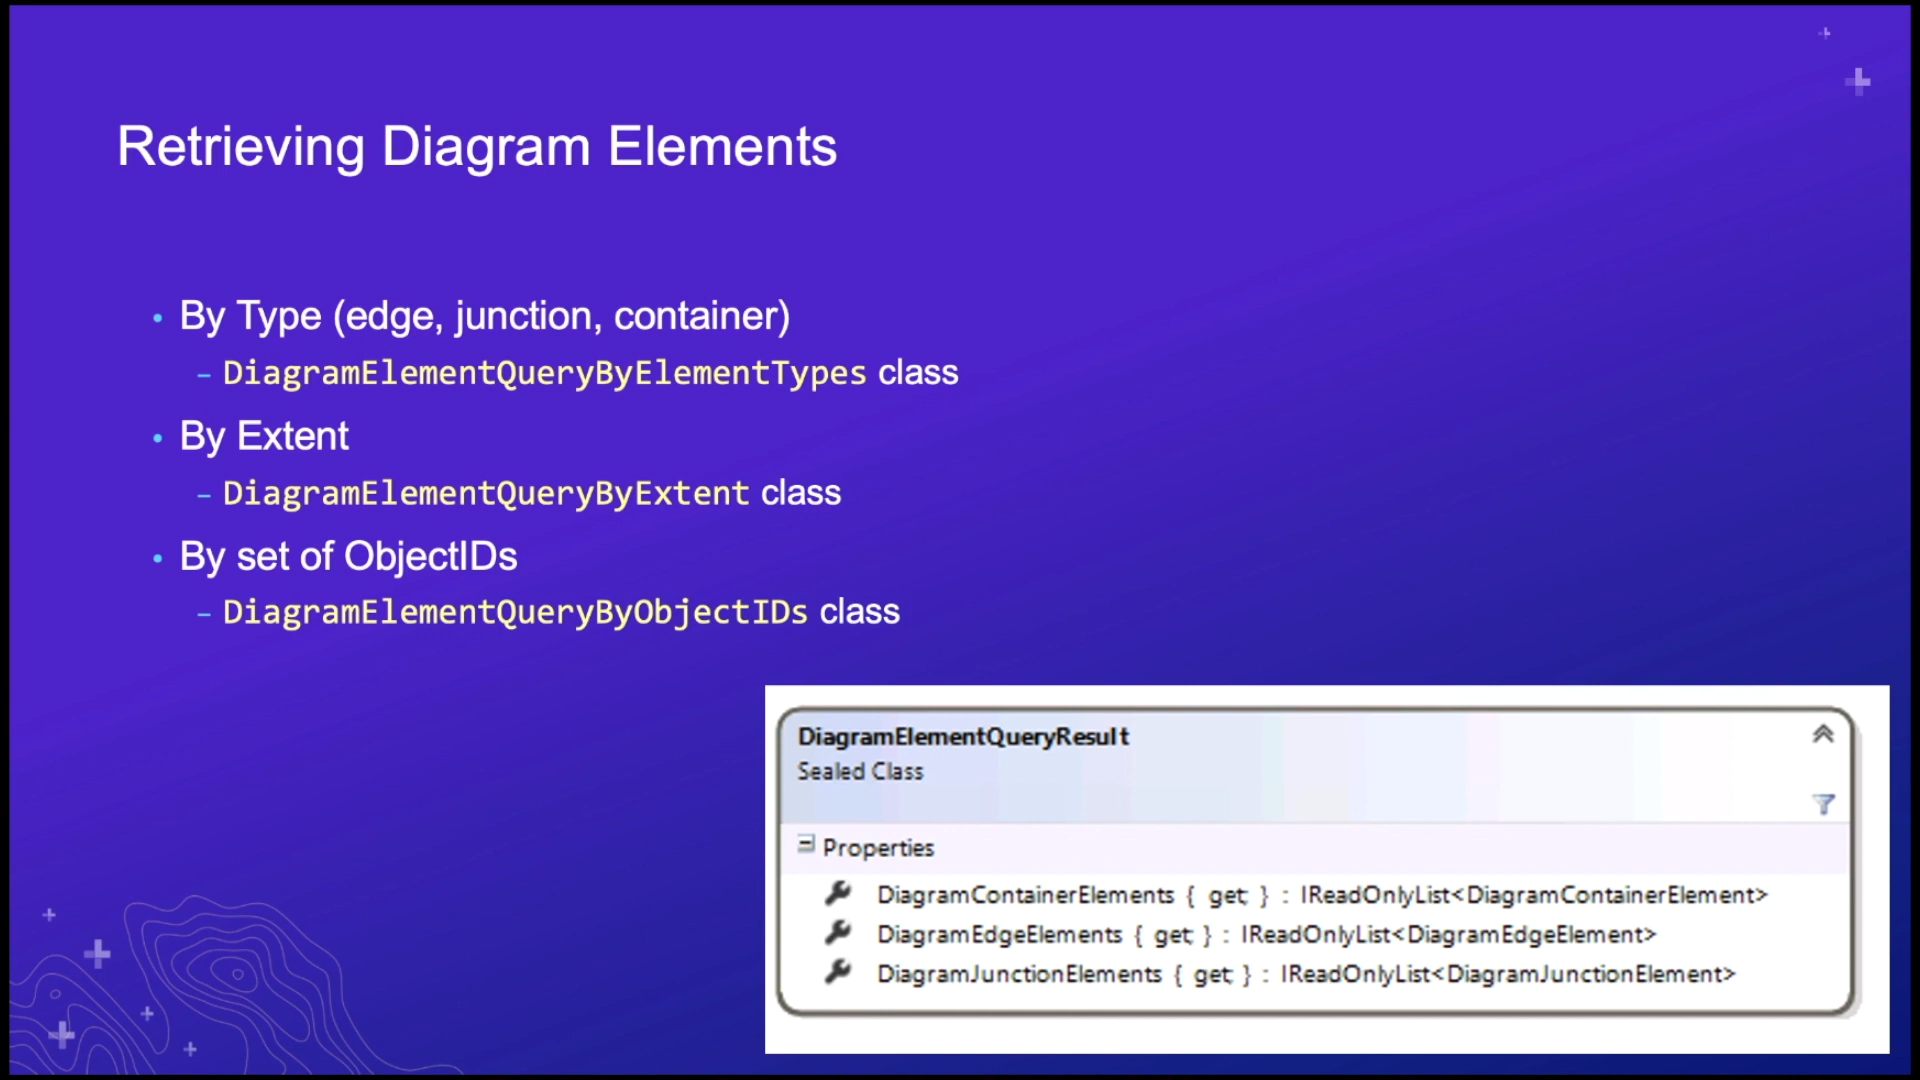 Retrieving Diagram Elements
• By Type (edge, junction, container)
– DiagramElementQueryByElementTypes class
• By Extent
– DiagramElementQueryByExtent class
• By set of ObjectIDs
– DiagramElementQueryByObjectIDs class
DiagramElementQueryResult
Sealed Class
Properties
DiagramContainerElements { get; } : IReadOnlyList<DiagramContainerElement>
DiagramEdgeElements { get; } : IReadOnlyList<DiagramEdgeElement>
DiagramJunctionElements { get; } : IReadOnlyList<DiagramJunctionElement>